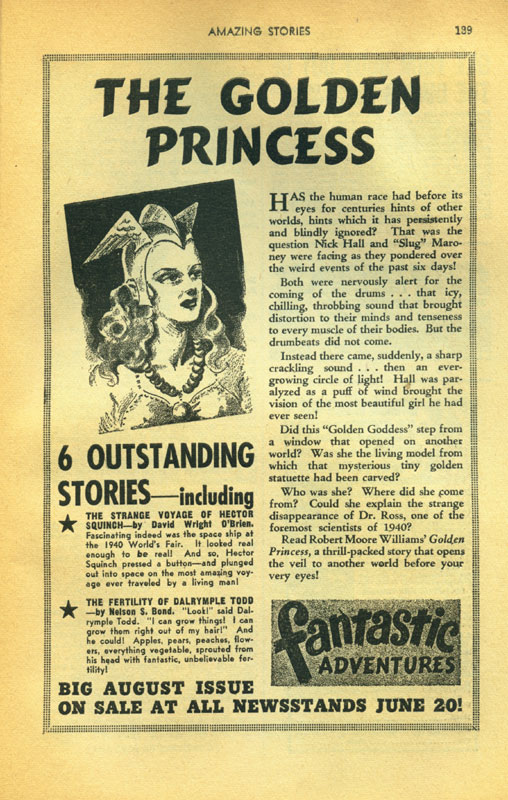 AMAZING STORIES 139
THE GOLDEN
PRINCESS
HAS the human race had before its
eyes for centuries hints of other
worlds, hints which it has persistently
and blindly ignored? That was the
question Nick Hall and "Slug" Maro-
ney were facing as they pondered over
the weird events of the past six days!
Both were nervously alert for the
coming of the drums . . . that icy,
chilling, throbbing sound that brought
distortion to their minds and tenseness
to every muscle of their bodies. But the
drumbeats did not come.
Instead there came, suddenly, a sharp
crackling sound . . . then an ever-
growing circle of light! Hall was par-
alyzed as a puff of wind brought the
vision of the most beautiful girl he had
ever seen!
Did this "Golden Goddess" step from
a window that opened on another
world? Was she the living model from
which that mysterious tiny golden
statuette had been carved?
Who was she? Where did she come
from? Could she explain the strange
disappearance of Dr. Ross, one of the
foremost scientists of 1940?
Read Robert Moore Williams' Golden
Princess, a thrill-packed story that opens
the veil to another world before your
very eyes!
6 OUTSTANDING
STORIES—including
★ THE STRANGE VOYAGE OF HECTOR
SQUINCH—by David Wright O'Brien.
Fascinating indeed was the space ship at
the 1940 World's Fair. It looked real
enough to be real! And so, Hector
Squinch pressed a button—and plunged
out into space on the most amazing voy-
age ever traveled by a living man!
★ THE FERTILITY OF DALRYMPLE TODD
—by Nelson S. Bond. "Look!" said Dal-
rymple Todd. "I can grow things! I can
grow them right out of my hair!" And
he could! Apples, pears, peaches, flow-
ers, everything vegetable, sprouted from
his head with fantastic, unbelievable fer-
tility!
fantastic
ADVENTURES
BIG AUGUST ISSUE
ON SALE AT ALL NEWSSTANDS JUNE 20!